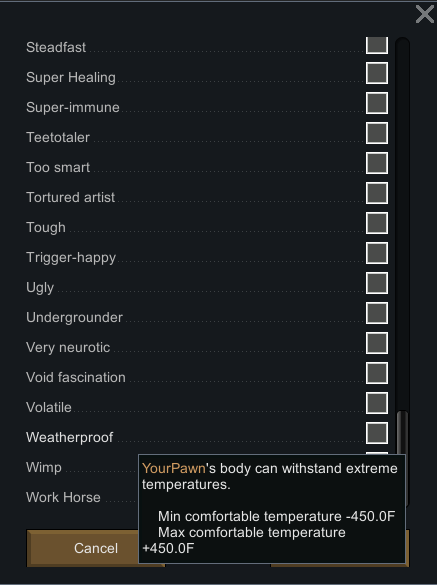 Steadfast
Super Healing
Super-immune
Teetotaler
Too smart
Tortured artist
Tough
Trigger-happy
Ugly
Undergrounder
Very neurotic
Void fascination
Volatile
Weatherproof
Wimp
Work Horse
YourPawn's body can withstand extreme
temperatures.
Min comfortable temperature -450.0F
Max comfortable temperature
+450.0F
Cancel